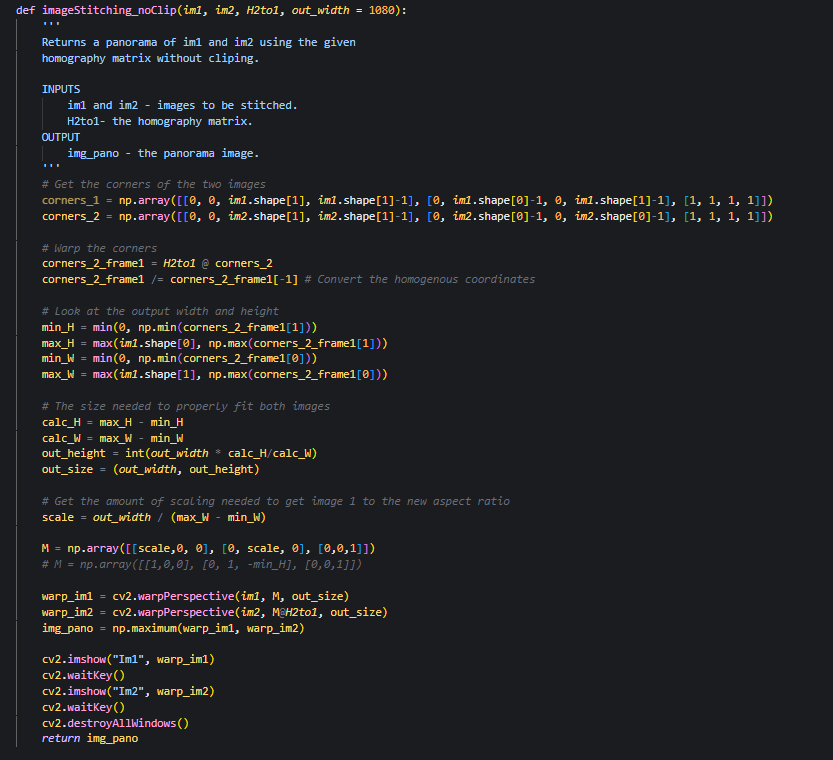 def imageStitching_noClip(im1, im2, H2to1, out_width = 1080):
'''
Returns a panorama of im1 and im2 using the given
homography matrix without cliping.
INPUTS
im1 and im2 - images to be stitched.
H2to1- the homography matrix.
OUTPUT
img_pano - the panorama image.
'''
# Get the corners of the two images
corners_1 = np.array([[0, 0, im1.shape[1], im1.shape[1]-1], [0, im1.shape[0]-1, 0, im1.shape[1]-1], [1, 1, 1, 1]])
corners_2 = np.array([[0, 0, im2.shape[1], im2.shape[1]-1], [0, im2.shape[0]-1, 0, im2.shape[0]-1], [1, 1, 1, 1]])
# Warp the corners
corners_2_frame1 = H2to1 @ corners_2
corners_2_frame1 /= corners_2_frame1[-1] # Convert the homogenous coordinates
# Look at the output width and height
min_H = min(0, np.min(corners_2_frame1[1]))
max_H = max(im1.shape[0], np.max(corners_2_frame1[1]))
min_W = min(0, np.min(corners_2_frame1[0]))
max_W = max(im1.shape[1], np.max(corners_2_frame1[0]))
# The size needed to properly fit both images
calc_H = max_H - min_H
calc_W = max_W - min_W
out_height = int(out_width * calc_H/calc_W)
out_size = (out_width, out_height)
# Get the amount of scaling needed to get image 1 to the new aspect ratio
scale = out_width / (max_W - min_W)
M = np.array([[scale,0, 0], [0, scale, 0], [0,0,1]])
# M = np.array([[1,0,0], [0, 1, -min_H], [0,0,1]])
warp_im1 = cv2.warpPerspective(im1, M, out_size)
warp_im2 = cv2.warpPerspective(im2, M@H2to1, out_size)
img_pano = np.maximum(warp_im1, warp_im2)
cv2.imshow("Im1", warp_im1)
cv2.waitKey()
cv2.imshow("Im2", warp_im2)
cv2.waitKey()
cv2.destroyAllWindows()
return img_pano